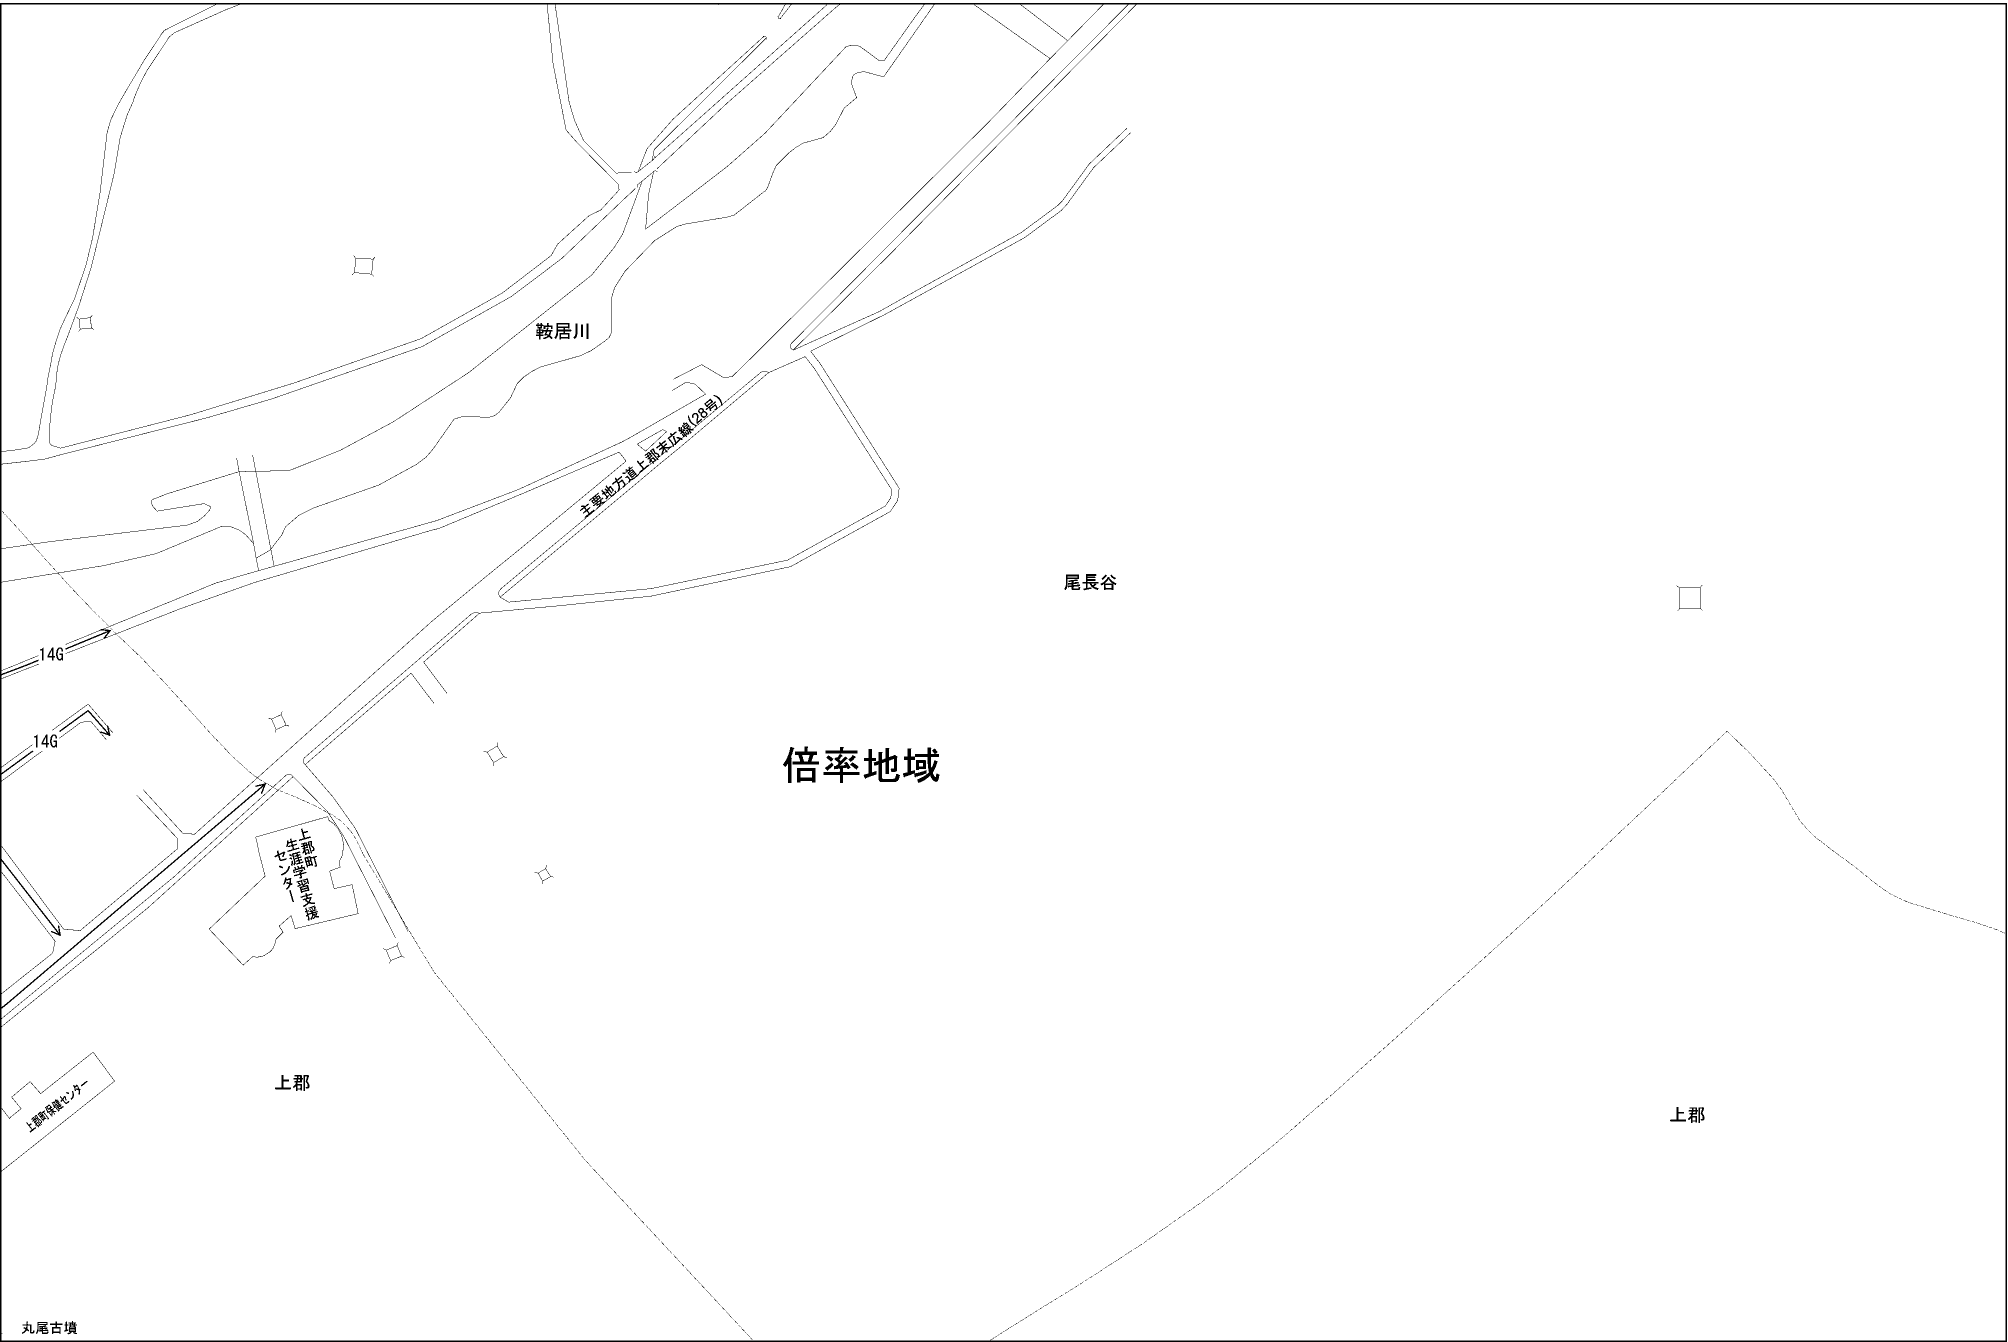 鞍居川
主要地方道上郡末広線(28号)
尾長谷
14G
14G
倍率地域
上郡町
生涯学習支援
センター
上郡
上郡町保健センター
上郡
丸尾古墳